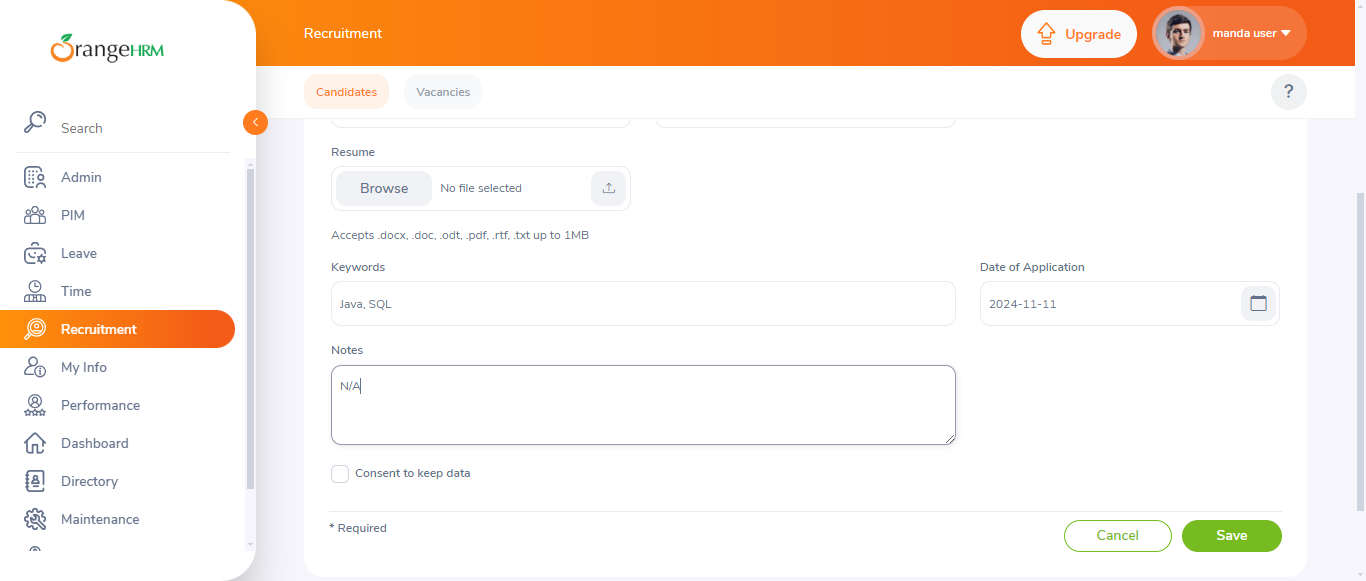 OrangeHRM
Recruitment
Upgrade
manda user
Candidates
Vacancies
?
Search
Admin
PIM
Leave
Time
Recruitment
My Info
Performance
Dashboard
Directory
Maintenance
Resume
Browse
No file selected
Accepts .docx, .doc, .odt, .pdf, .rtf, .txt up to 1MB
Keywords
Date of Application
Java, SQL
2024-11-11
Notes
N/A
Consent to keep data
* Required
Cancel
Save